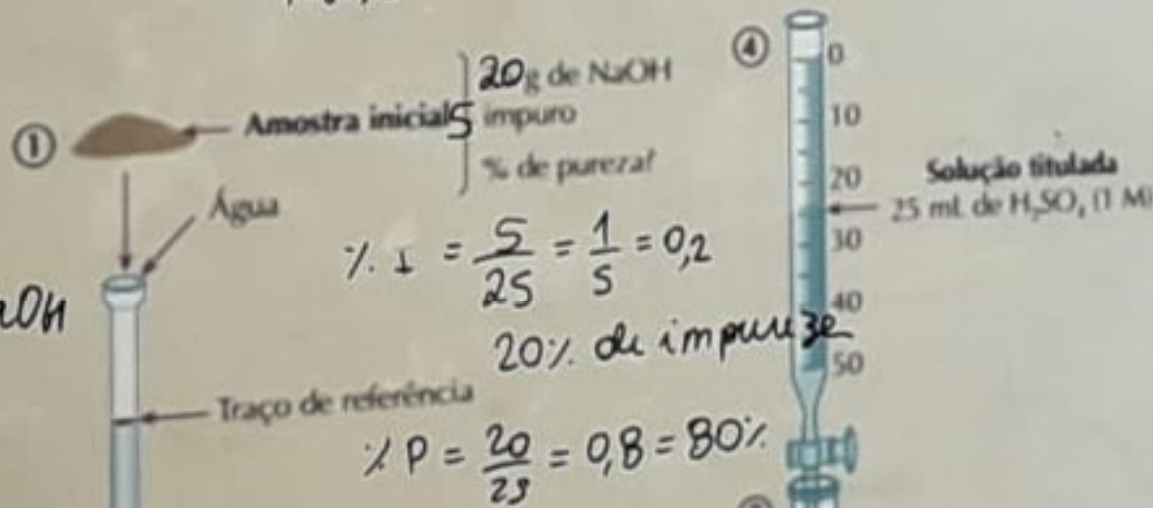 ①
Amostra inicial
20g de NaOH
5 impuro
% de pureza?
Água
% I = 5/25 = 1/5 = 0,2
20% de impureze
Traço de referência
% P = 20/25 = 0,8 = 80%
④
0
10
20
30
40
50
Solução titulada
25 mL de H₂SO₄ (1 M)